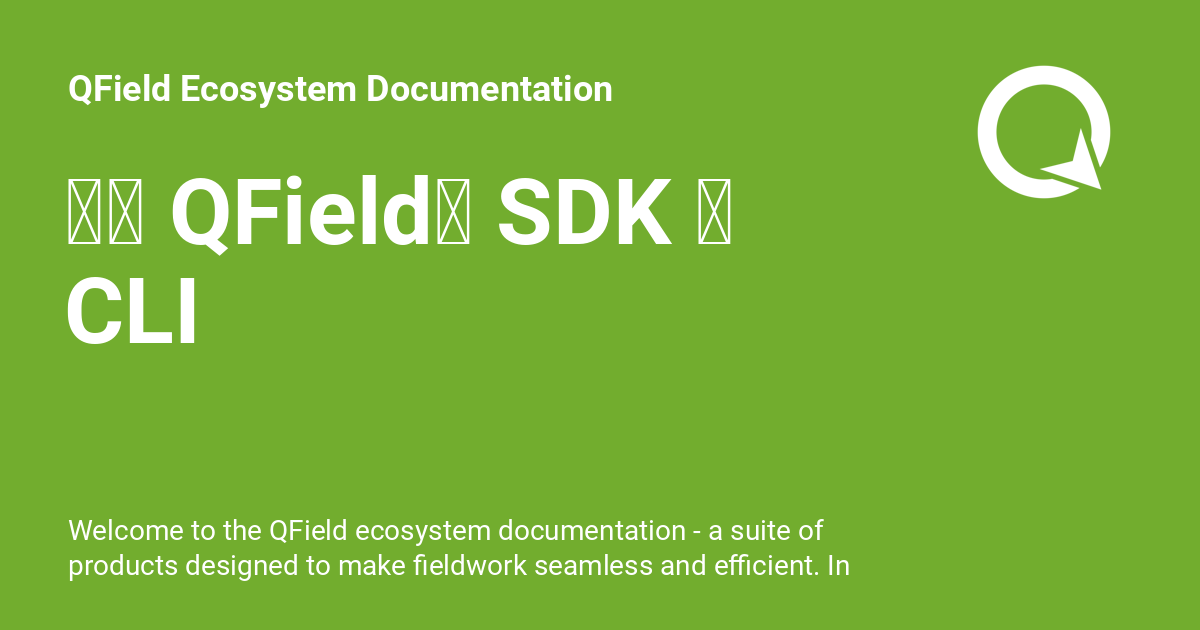 QField Ecosystem Documentation
QField SDK
CLI
Welcome to the QField ecosystem documentation - a suite of
products designed to make fieldwork seamless and efficient. In